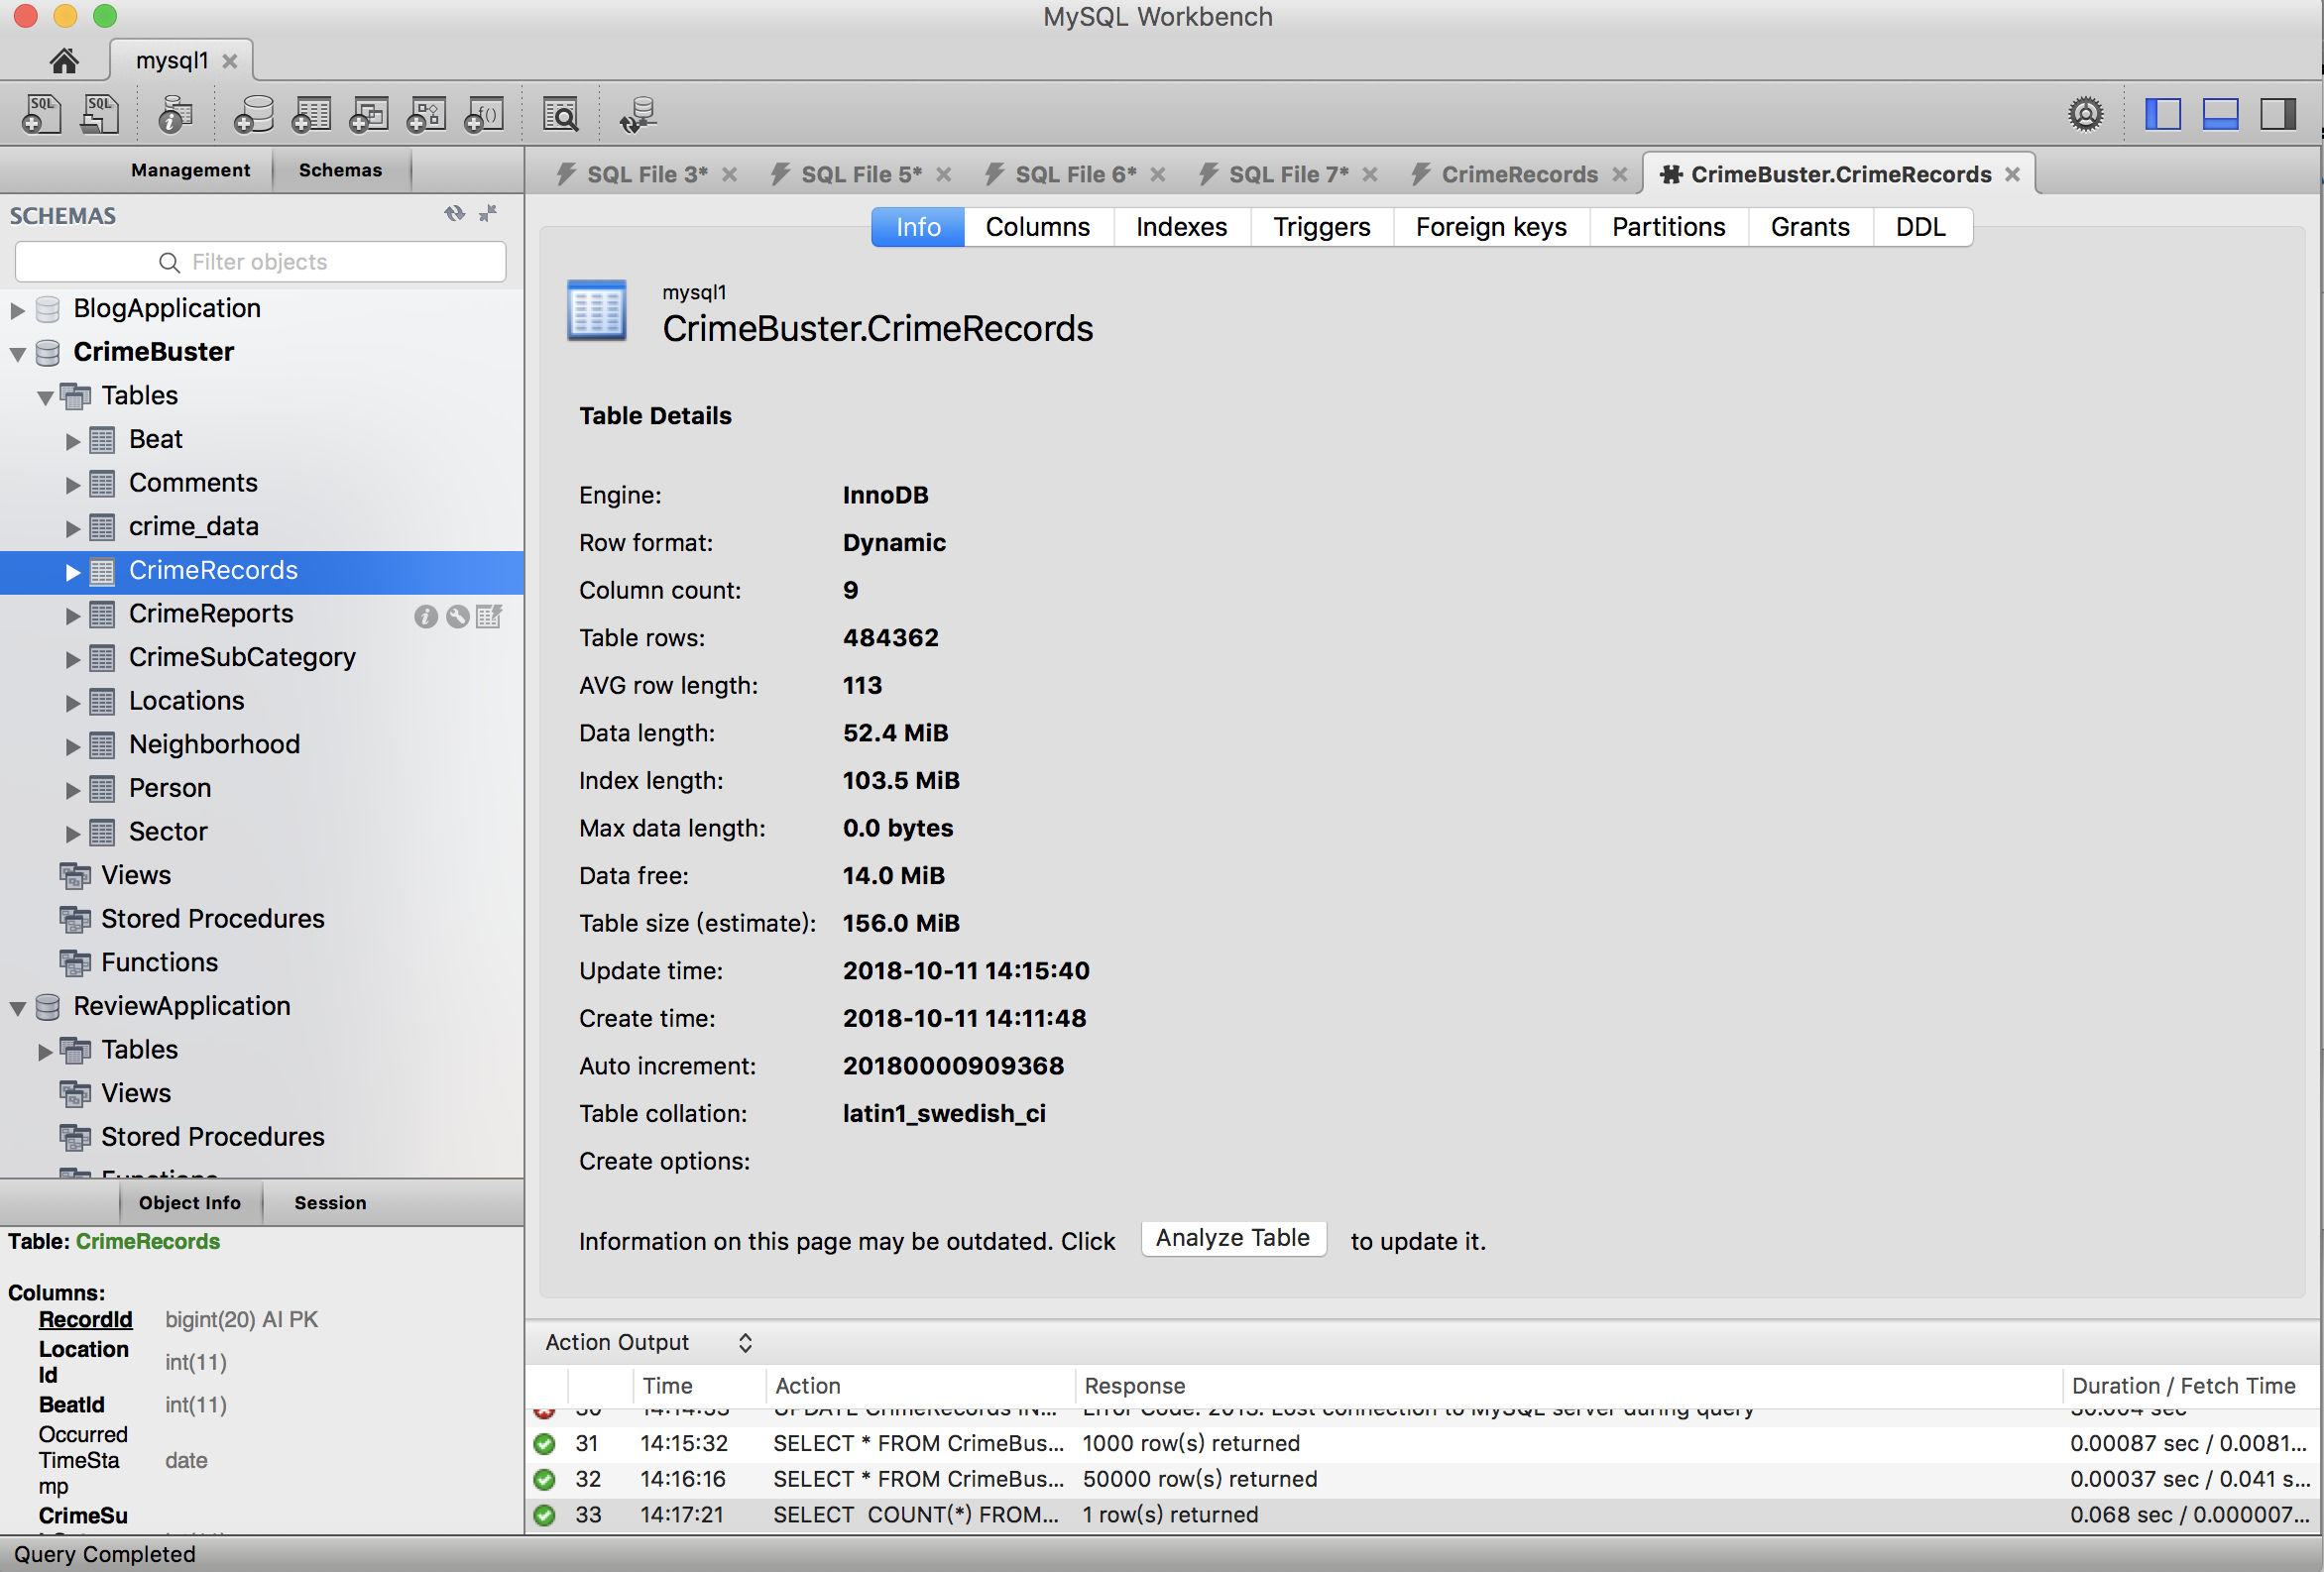 MySQL Workbench
mysql1
SQL SQL
f()
Management Schemas
SCHEMAS
Filter objects
BlogApplication
CrimeBuster
Tables
Beat
Comments
crime_data
CrimeRecords
CrimeReports
CrimeSubCategory
Locations
Neighborhood
Person
Sector
Views
Stored Procedures
Functions
ReviewApplication
Tables
Views
Stored Procedures
Functions
Object Info Session
Table: CrimeRecords
Columns:
RecordId bigint(20) AI PK
Location
Id int(11)
BeatId int(11)
Occurred
TimeSta
mp date
CrimeSu
SQL File 3* SQL File 5* SQL File 6* SQL File 7* CrimeRecords CrimeBuster.CrimeRecords
Info Columns Indexes Triggers Foreign keys Partitions Grants DDL
mysql1
CrimeBuster.CrimeRecords
Table Details
Engine: InnoDB
Row format: Dynamic
Column count: 9
Table rows: 484362
AVG row length: 113
Data length: 52.4 MiB
Index length: 103.5 MiB
Max data length: 0.0 bytes
Data free: 14.0 MiB
Table size (estimate): 156.0 MiB
Update time: 2018-10-11 14:15:40
Create time: 2018-10-11 14:11:48
Auto increment: 20180000909368
Table collation: latin1_swedish_ci
Create options:
Information on this page may be outdated. Click Analyze Table to update it.
Action Output
Time Action Response Duration / Fetch Time
30 UPDATE CrimeRecords IN... Error Code: 2013. Lost connection to MySQL server during query
31 14:15:32 SELECT * FROM CrimeBus... 1000 row(s) returned 0.00087 sec / 0.0081...
32 14:16:16 SELECT * FROM CrimeBus... 50000 row(s) returned 0.00037 sec / 0.041 s...
33 14:17:21 SELECT COUNT(*) FROM... 1 row(s) returned 0.068 sec / 0.000007...
Query Completed